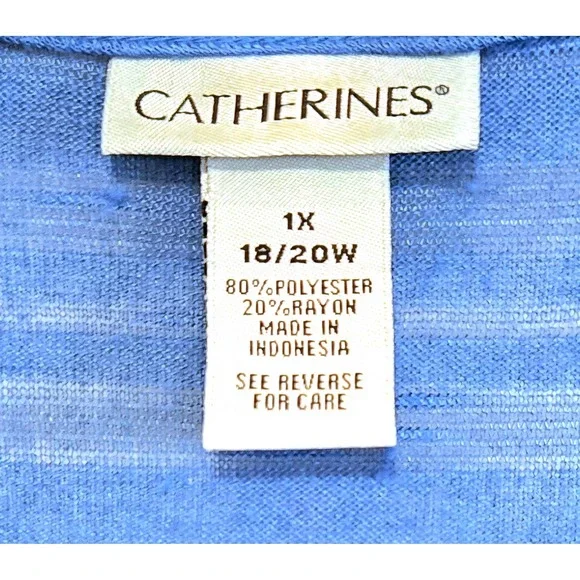 CATHERINES®
1X
18/20W
80%POLYESTER
20%RAYON
MADE IN
INDONESIA
SEE REVERSE
FOR CARE